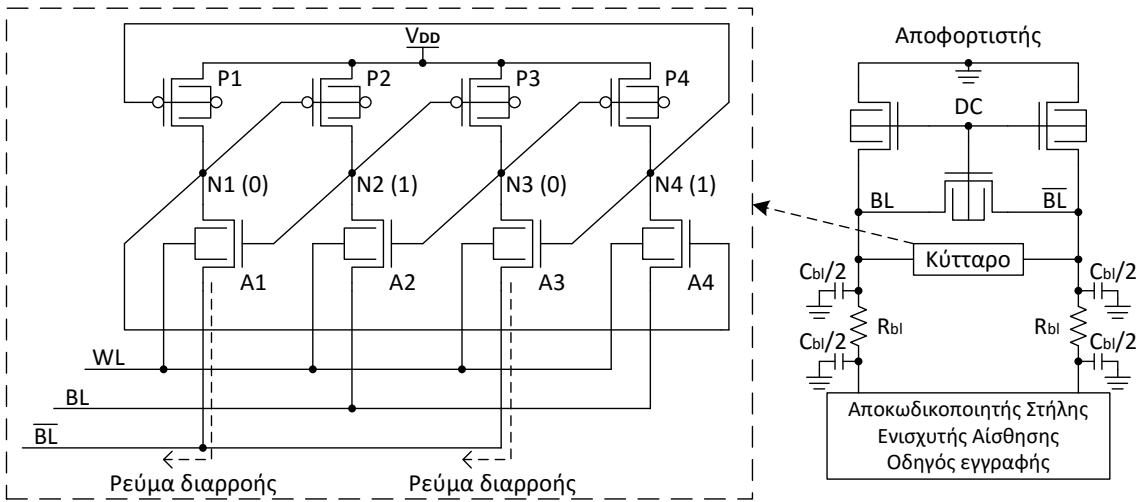 VDD
P1
P2
P3
P4
N1 (0)
N2 (1)
N3 (0)
N4 (1)
A1
A2
A3
A4
WL
BL
B̅L̅
Ρεύμα διαρροής
Ρεύμα διαρροής
Αποφορτιστής
DC
BL
B̅L̅
Κύτταρο
Cbl/2
Cbl/2
Rbl
Rbl
Cbl/2
Cbl/2
Αποκωδικοποιητής Στήλης
Ενισχυτής Αίσθησης
Οδηγός εγγραφής